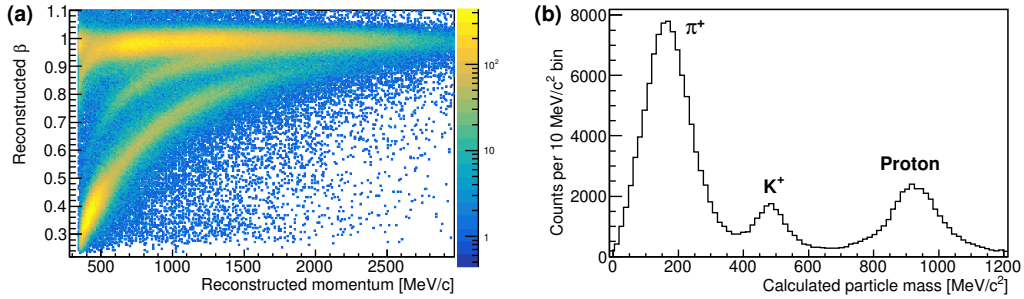 (a)
Reconstructed β
1.1
1
0.9
0.8
0.7
0.6
0.5
0.4
0.3
500 1000 1500 2000 2500
Reconstructed momentum [MeV/c]
10²
10
1
(b)
Counts per 10 MeV/c² bin
8000
6000
4000
2000
0
π⁺
K⁺
Proton
0 200 400 600 800 1000 1200
Calculated particle mass [MeV/c²]